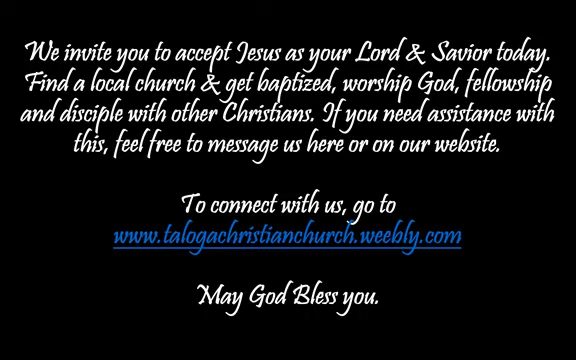 We invite you to accept Jesus as your Lord & Savior today.
Find a local church & get baptized, worship God, fellowship
and disciple with other Christians. If you need assistance with
this, feel free to message us here or on our website.
To connect with us, go to
www.talogachristianchurch.weebly.com
May God Bless you.